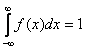 ∫_{-∞}^{∞} f(x)dx = 1